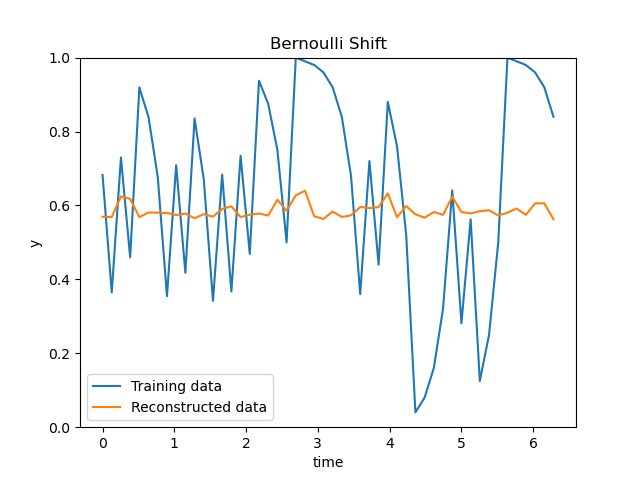 Bernoulli Shift
1.0
0.8
0.6
0.4
0.2
0.0
y
Training data
Reconstructed data
0 1 2 3 4 5 6
time